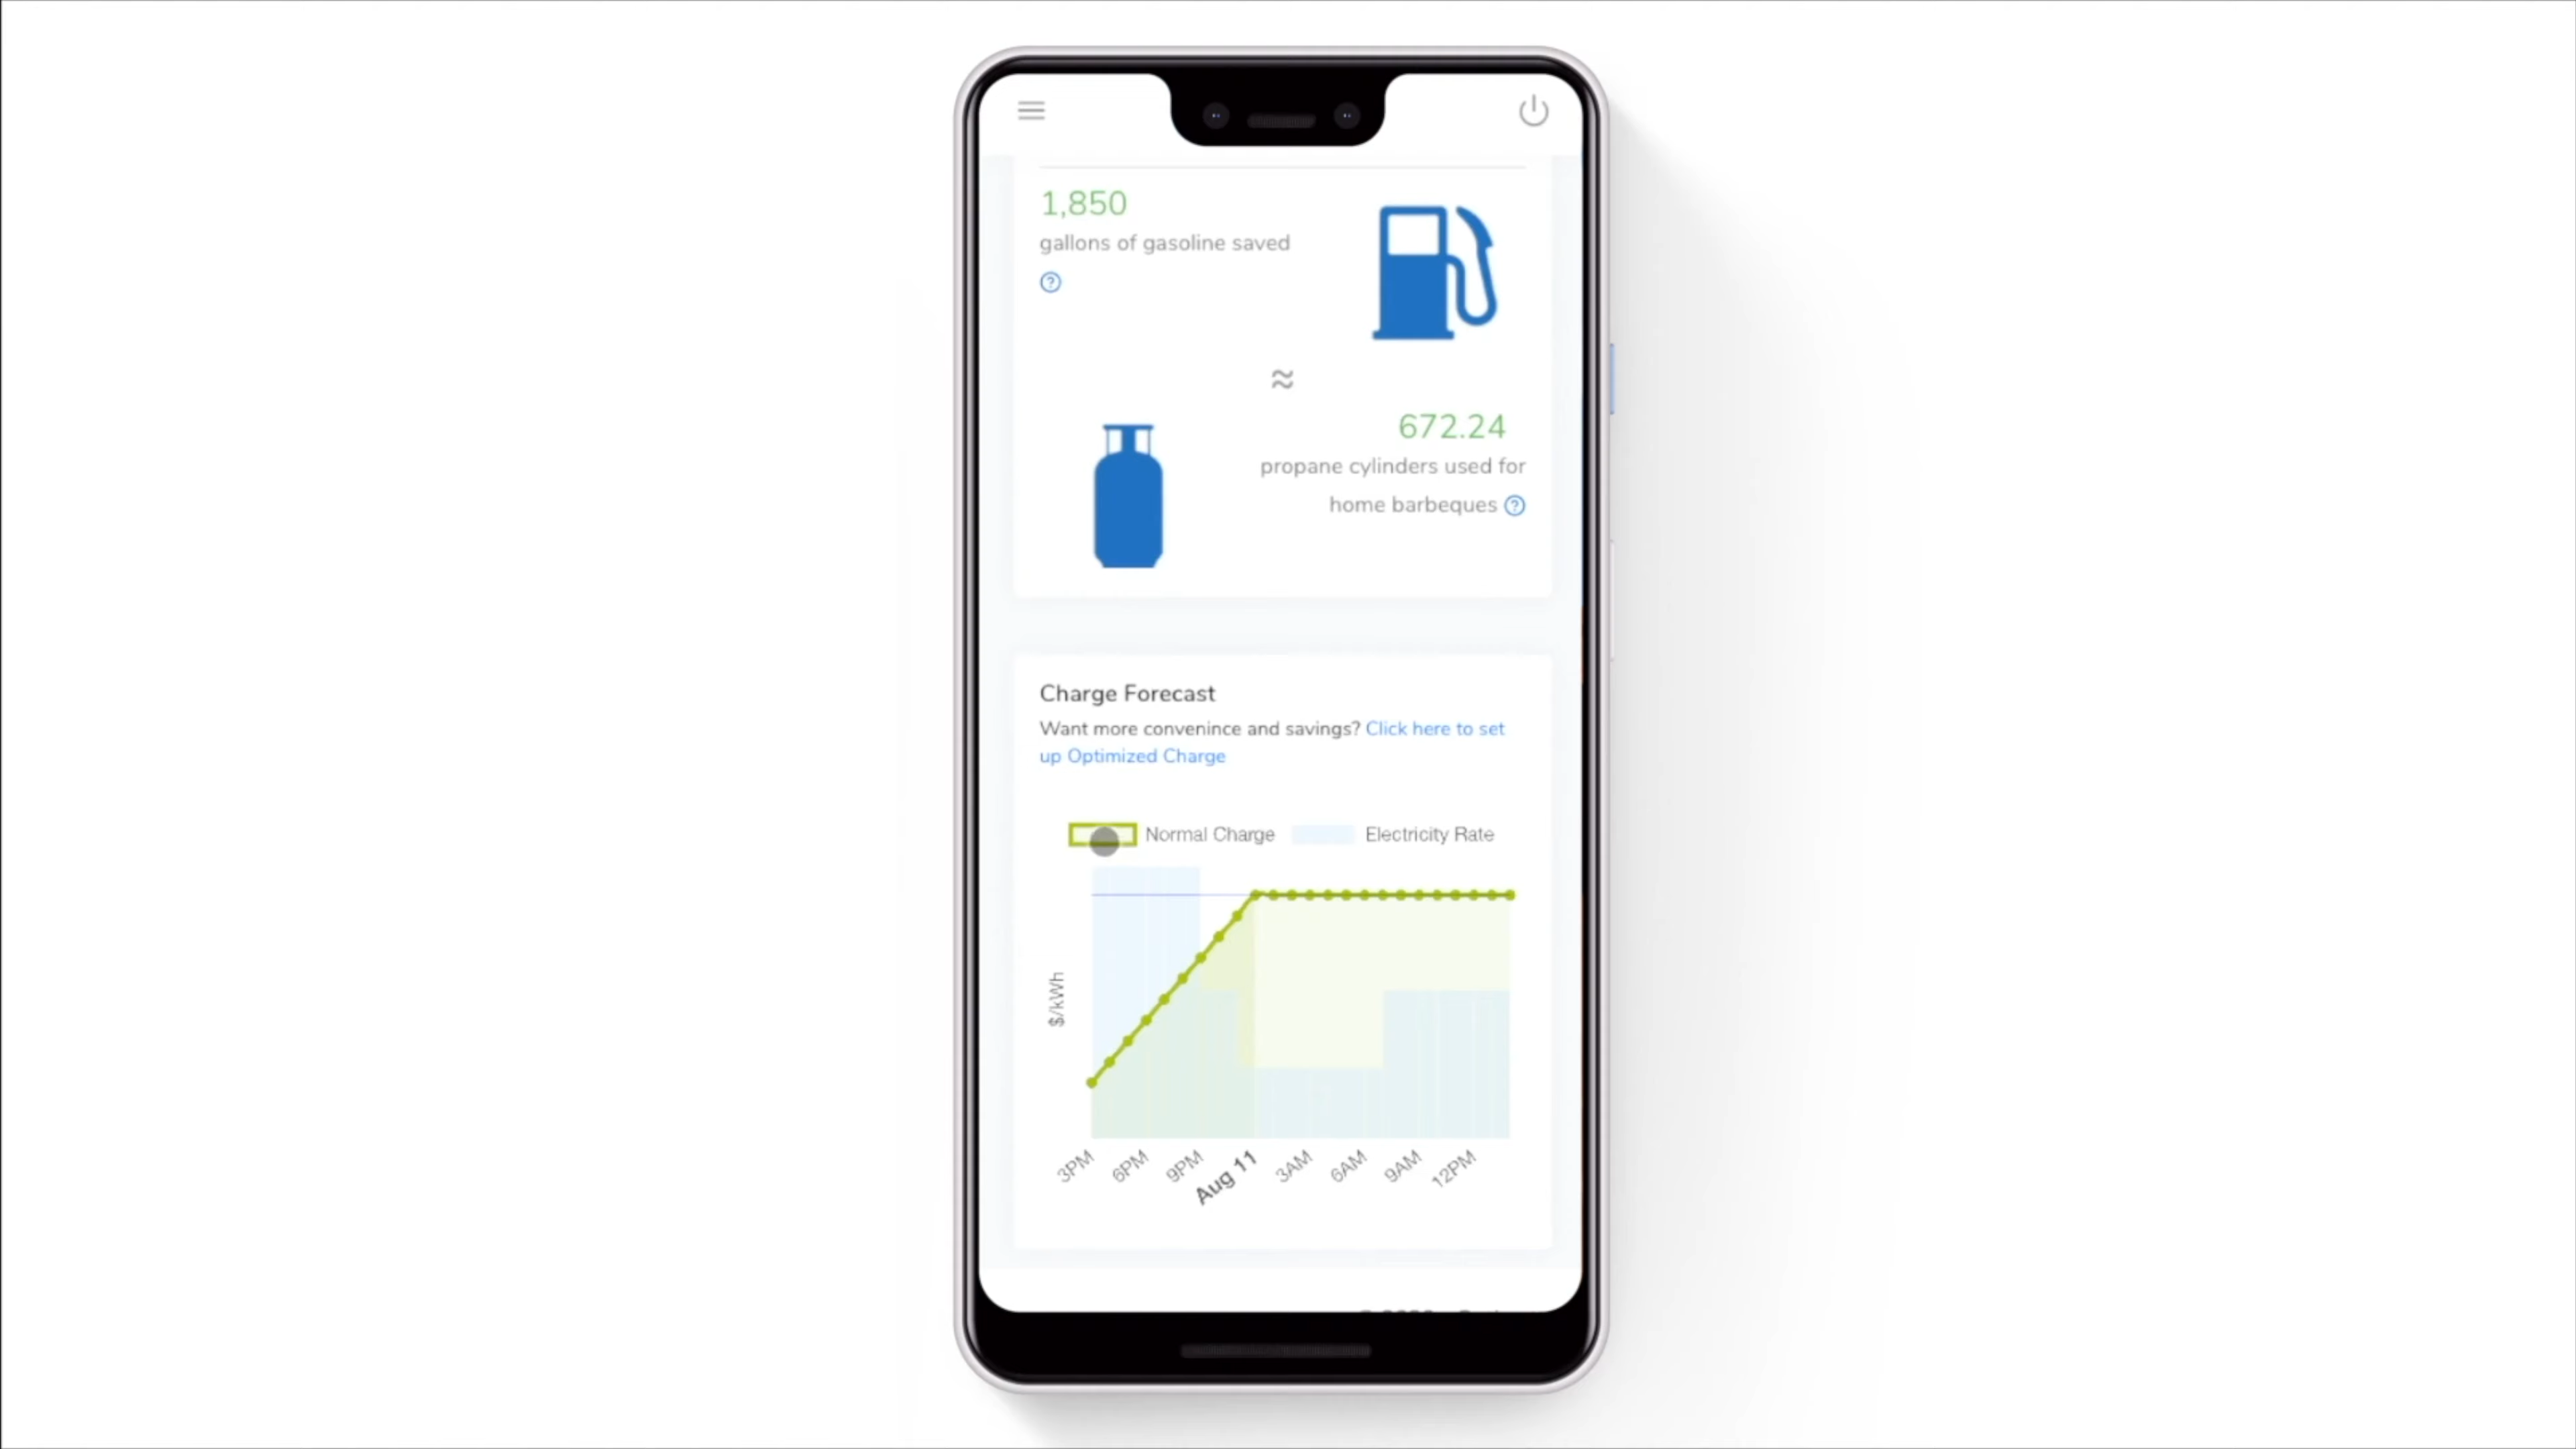 1,850
gallons of gasoline saved
?
≈
672.24
propane cylinders used for
home barbeques ?
Charge Forecast
Want more convenince and savings? Click here to set
up Optimized Charge
Normal Charge Electricity Rate
$/kWh
3PM 6PM 9PM Aug 11 3AM 6AM 9AM 12PM